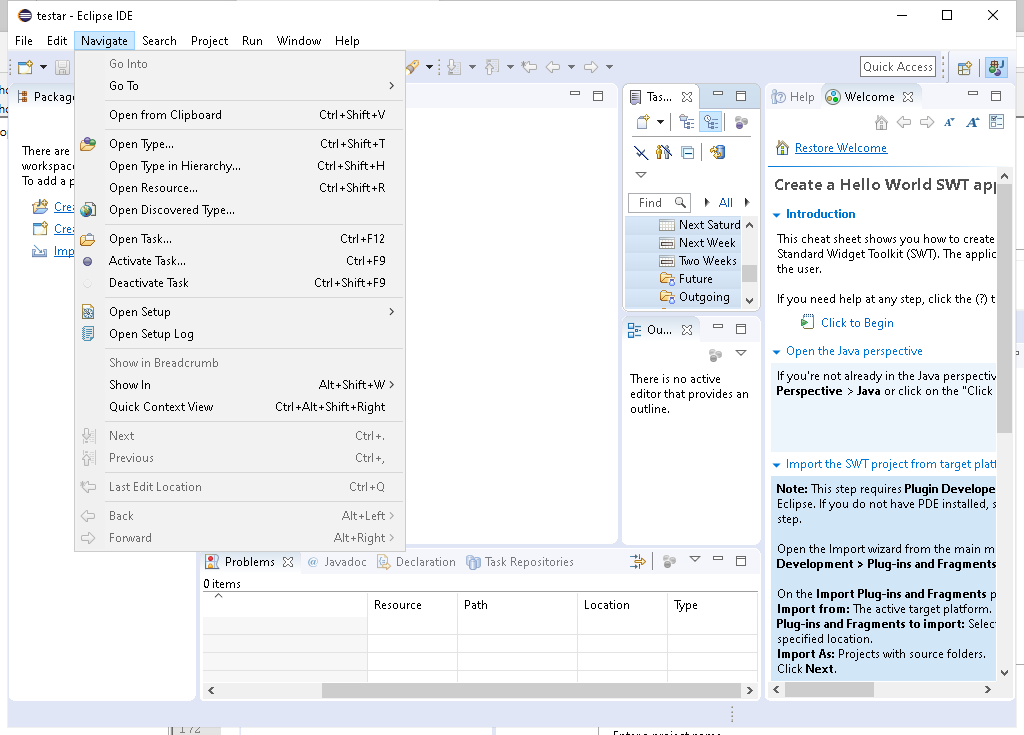 testar - Eclipse IDE
File Edit Navigate Search Project Run Window Help
Quick Access
Package
There are
workspace
To add a p
Crea
Crea
Imp
Go Into
Go To
Open from Clipboard Ctrl+Shift+V
Open Type... Ctrl+Shift+T
Open Type in Hierarchy... Ctrl+Shift+H
Open Resource... Ctrl+Shift+R
Open Discovered Type...
Open Task... Ctrl+F12
Activate Task... Ctrl+F9
Deactivate Task Ctrl+Shift+F9
Open Setup
Open Setup Log
Show in Breadcrumb
Show In Alt+Shift+W
Quick Context View Ctrl+Alt+Shift+Right
Next Ctrl+.
Previous Ctrl+,
Last Edit Location Ctrl+Q
Back Alt+Left
Forward Alt+Right
Tas...
Find All
Next Saturd
Next Week
Two Weeks
Future
Outgoing
Ou...
There is no active
editor that provides an
outline.
Help Welcome
Restore Welcome
Create a Hello World SWT app
Introduction
This cheat sheet shows you how to create
Standard Widget Toolkit (SWT). The applic
the user.
If you need help at any step, click the (?) t
Click to Begin
Open the Java perspective
If you're not already in the Java perspectiv
Perspective > Java or click on the "Click
Import the SWT project from target platf
Note: This step requires Plugin Develope
Eclipse. If you do not have PDE installed, s
step.
Open the Import wizard from the main m
Development > Plug-ins and Fragments
On the Import Plug-ins and Fragments p
Import from: The active target platform.
Plug-ins and Fragments to import: Selec
specified location.
Import As: Projects with source folders.
Click Next.
Problems Javadoc Declaration Task Repositories
0 items
Resource Path Location Type
172